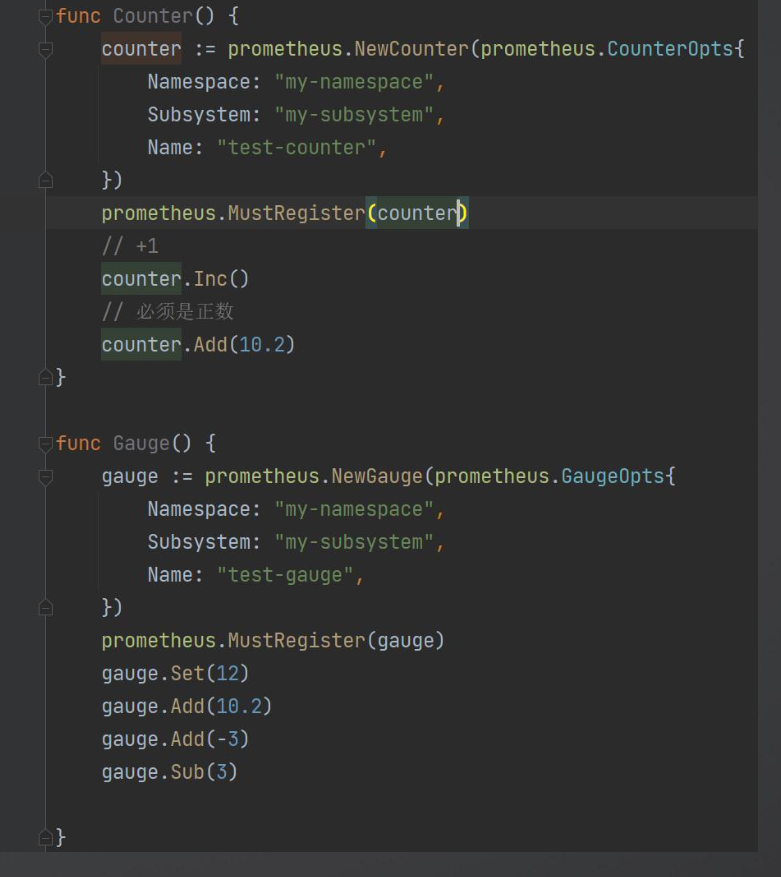 func Counter() {
    counter := prometheus.NewCounter(prometheus.CounterOpts{
        Namespace: "my-namespace",
        Subsystem: "my-subsystem",
        Name: "test-counter",
    })
    prometheus.MustRegister(counter)
    // +1
    counter.Inc()
    // 必须是正数
    counter.Add(10.2)
}
func Gauge() {
    gauge := prometheus.NewGauge(prometheus.GaugeOpts{
        Namespace: "my-namespace",
        Subsystem: "my-subsystem",
        Name: "test-gauge",
    })
    prometheus.MustRegister(gauge)
    gauge.Set(12)
    gauge.Add(10.2)
    gauge.Add(-3)
    gauge.Sub(3)
}